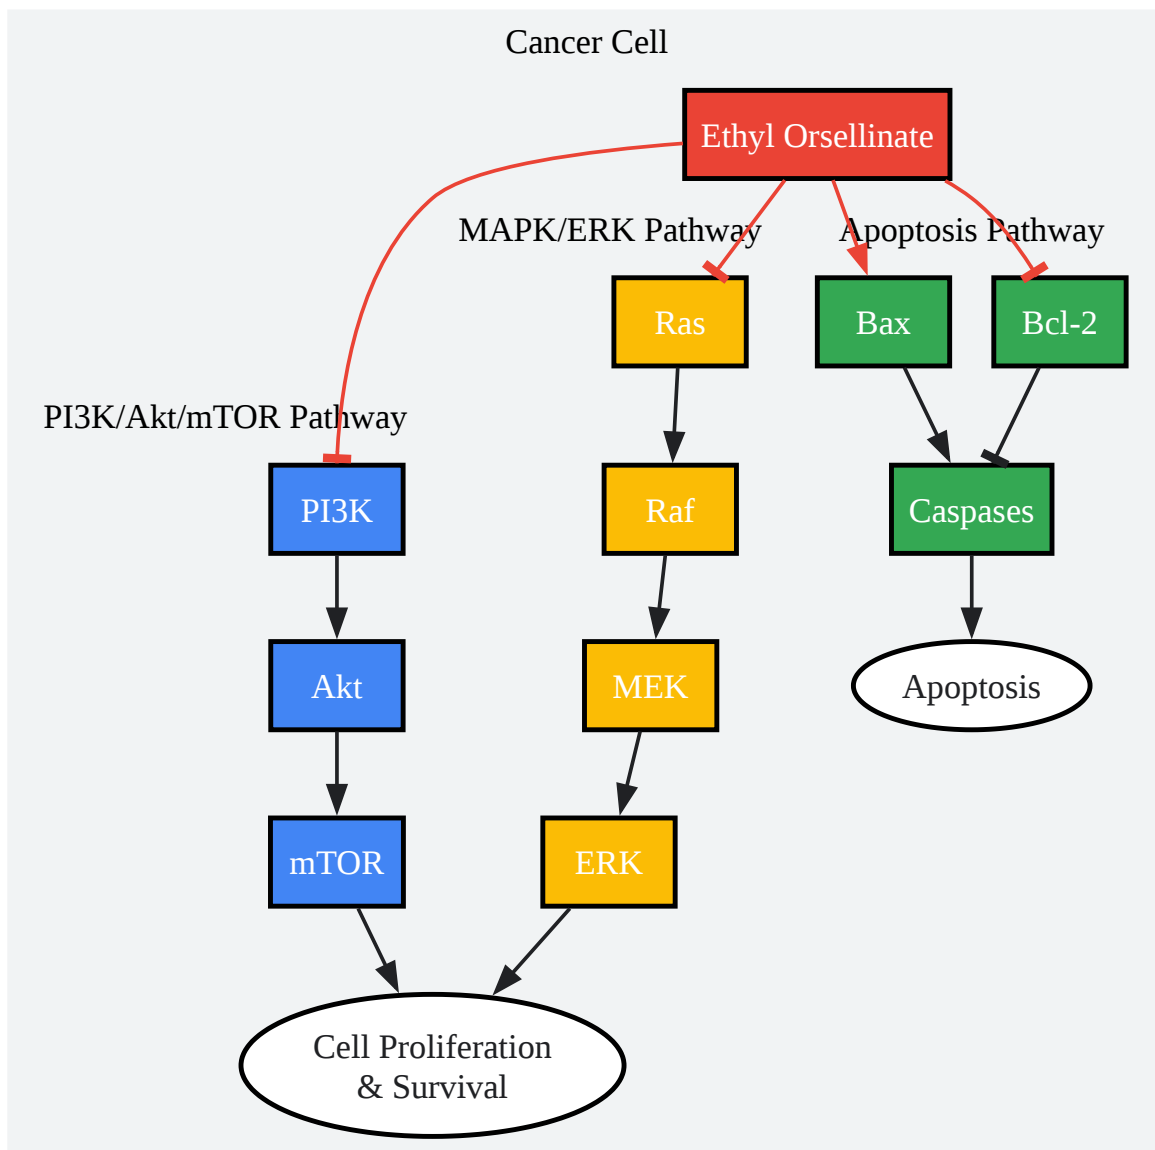 Cancer Cell
Ethyl Orsellinate
MAPK/ERK Pathway
Apoptosis Pathway
Ras
Bax
Bcl-2
PI3K/Akt/mTOR Pathway
PI3K
Raf
Caspases
Akt
MEK
Apoptosis
mTOR
ERK
Cell Proliferation
& Survival